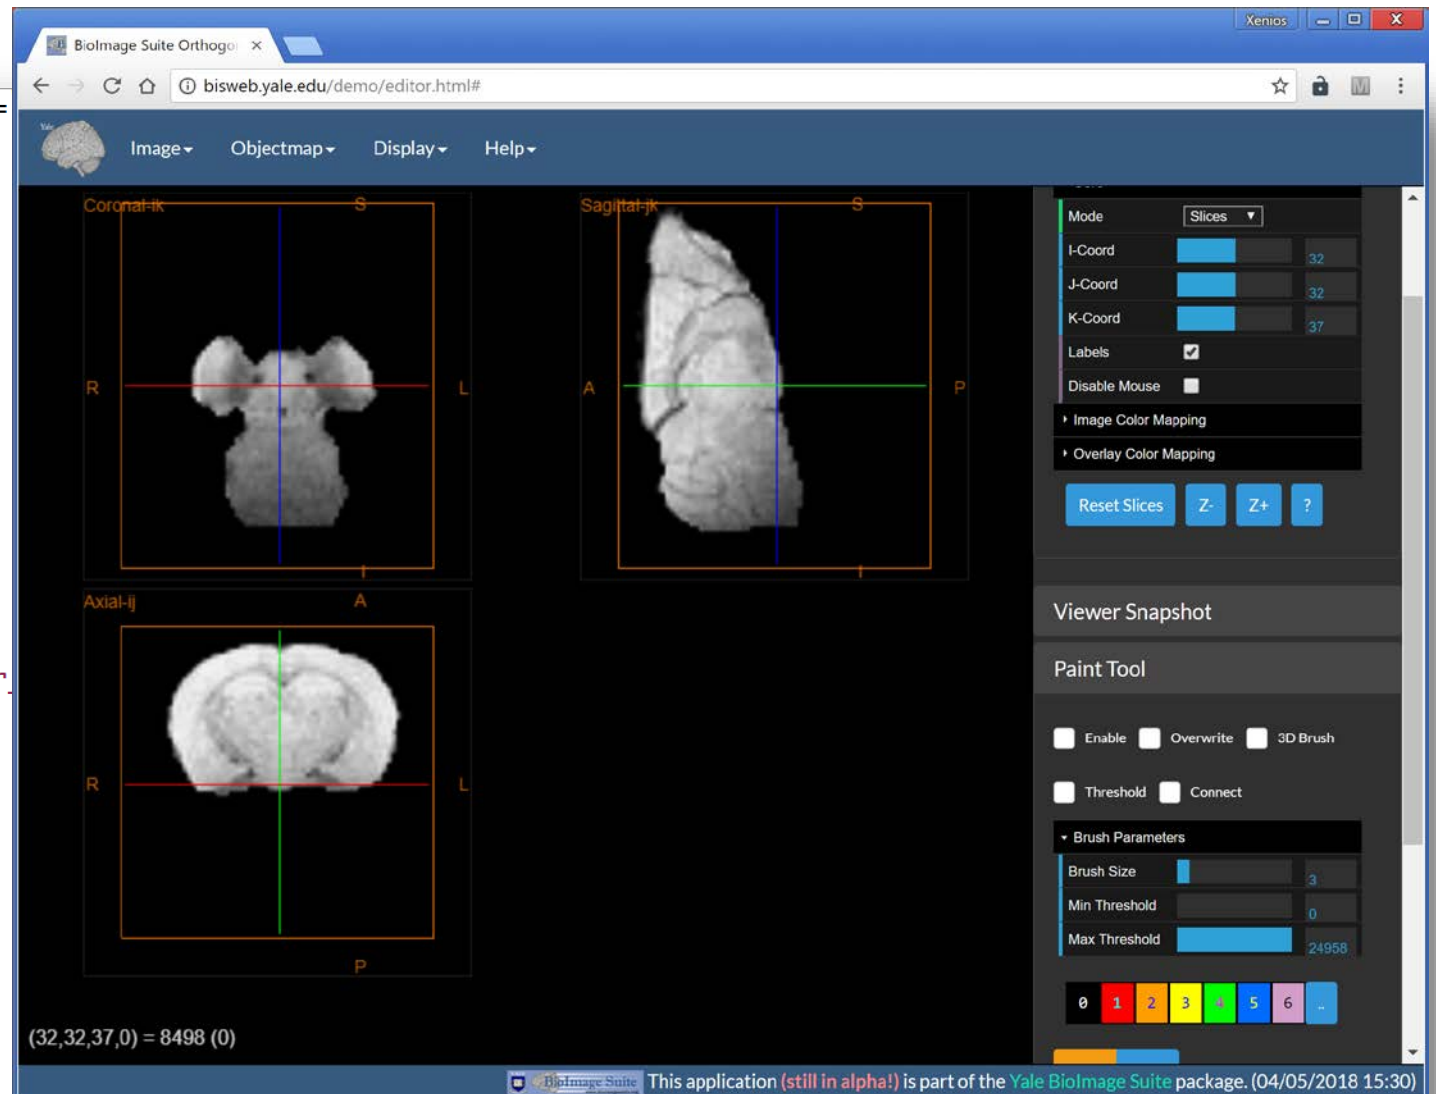 Xenios
BioImage Suite Orthogo
bisweb.yale.edu/demo/editor.html#
Yale
Image
Objectmap
Display
Help
Coronal-ik
S
R
L
I
Sagittal-jk
S
A
P
I
Axial-ij
A
R
L
P
(32,32,37,0) = 8498 (0)
Mode Slices
I-Coord 32
J-Coord 32
K-Coord 37
Labels
Disable Mouse
Image Color Mapping
Overlay Color Mapping
Reset Slices Z- Z+ ?
Viewer Snapshot
Paint Tool
Enable Overwrite 3D Brush
Threshold Connect
Brush Parameters
Brush Size 3
Min Threshold 0
Max Threshold 24958
0 1 2 3 4 5 6 ..
BioImage Suite This application (still in alpha!) is part of the Yale BioImage Suite package. (04/05/2018 15:30)